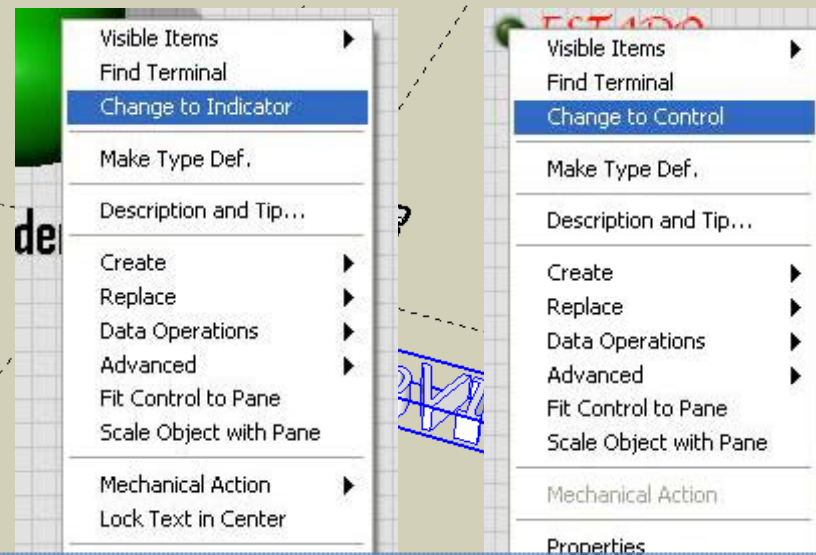 Visible Items
Find Terminal
Change to Indicator
Make Type Def.
Description and Tip...
Create
Replace
Data Operations
Advanced
Fit Control to Pane
Scale Object with Pane
Mechanical Action
Lock Text in Center
ESTADO
Visible Items
Find Terminal
Change to Control
Make Type Def.
Description and Tip...
Create
Replace
Data Operations
Advanced
Fit Control to Pane
Scale Object with Pane
Mechanical Action
Properties